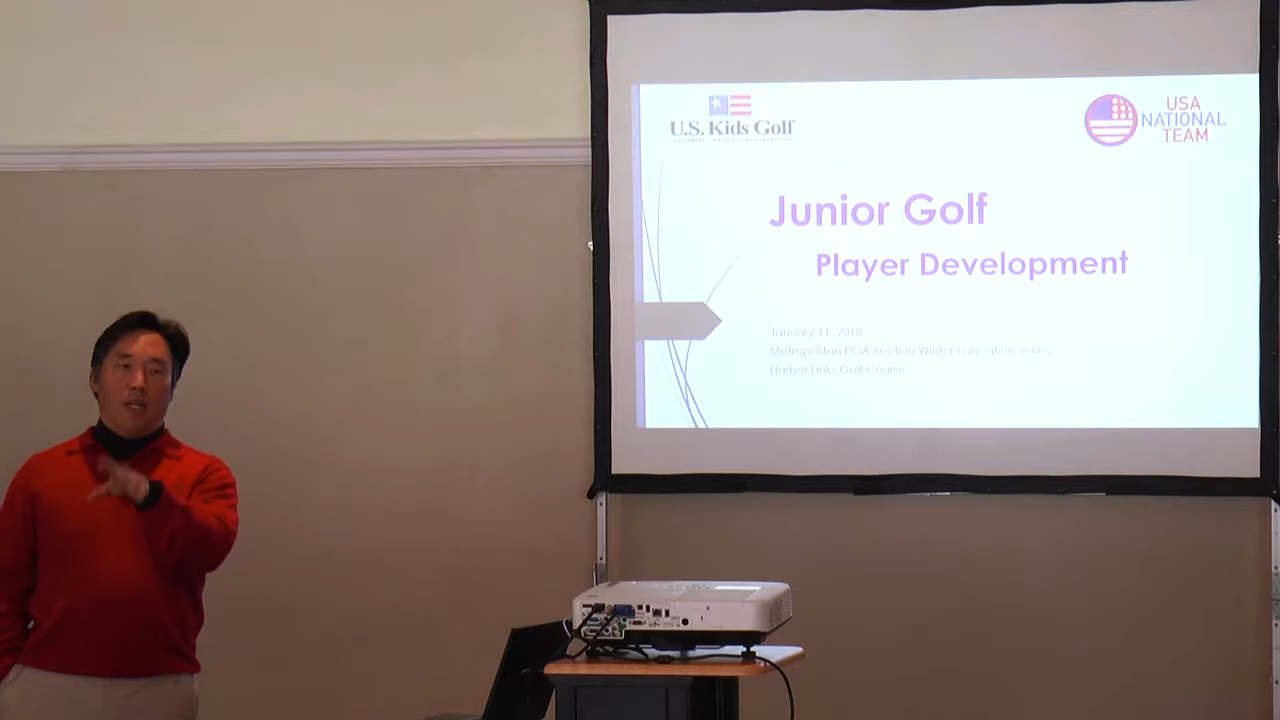 U.S. Kids Golf
USA
NATIONAL
TEAM
Junior Golf
Player Development
January 11, 2018
Metropolitan PGA Section Winter Education Series
Harbor Links Golf Course